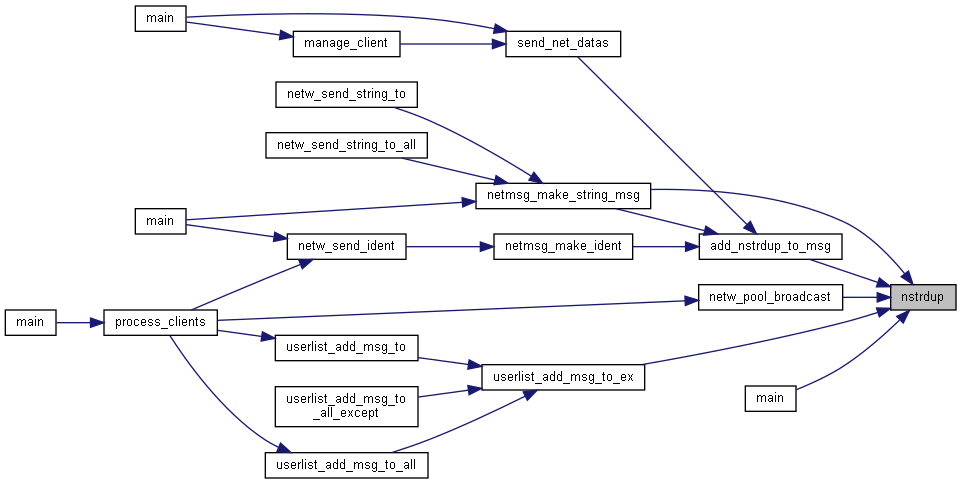 main
manage_client
send_net_datas
netw_send_string_to
netw_send_string_to_all
netmsg_make_string_msg
main
netw_send_ident
netmsg_make_ident
add_nstrdup_to_msg
netw_pool_broadcast
nstrdup
main
process_clients
userlist_add_msg_to
userlist_add_msg_to_ex
userlist_add_msg_to
_all_except
main
userlist_add_msg_to_all